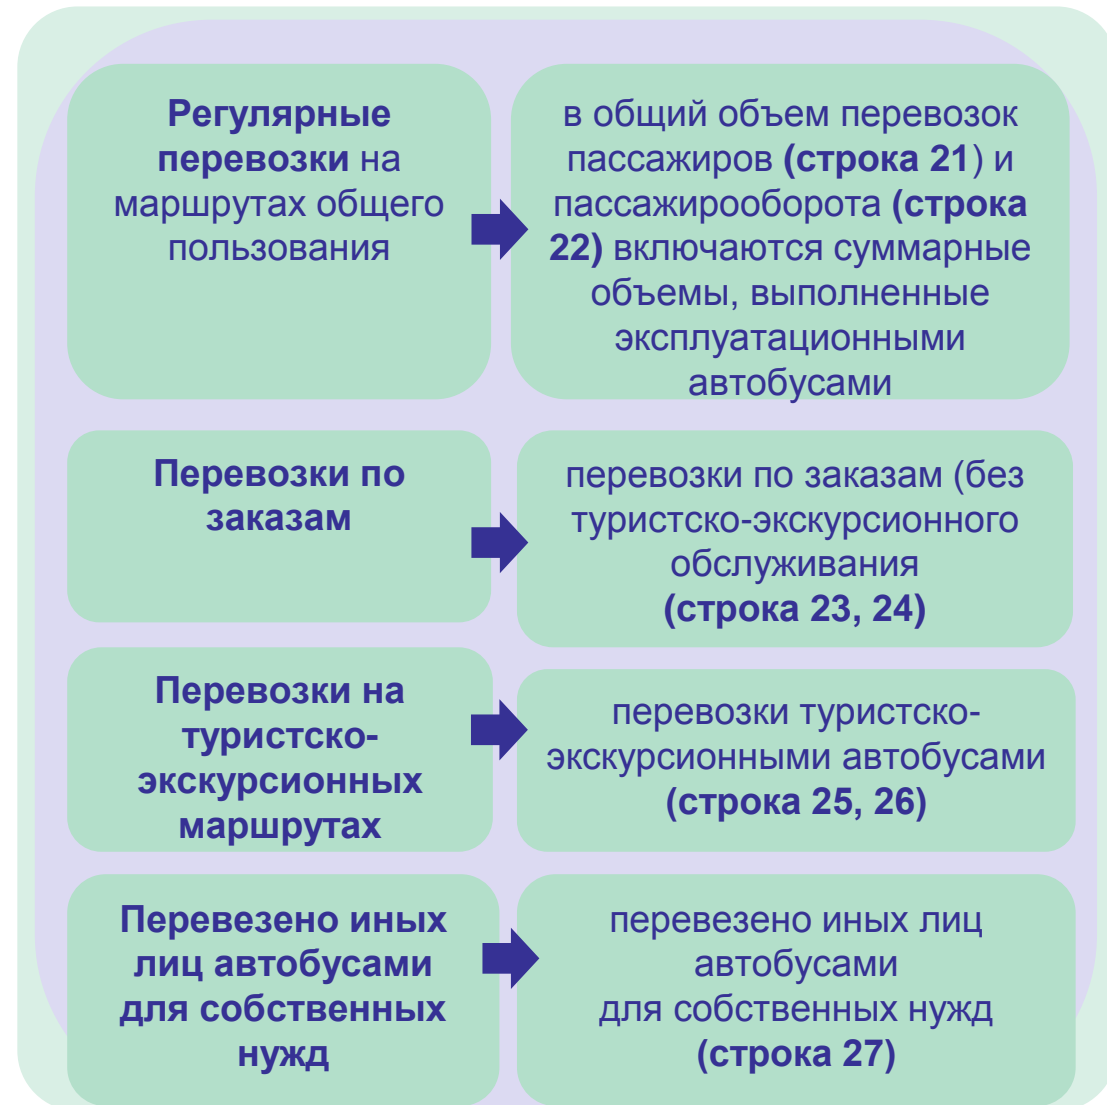 Регулярные
перевозки на
маршрутах общего
пользования
в общий объем перевозок
пассажиров (строка 21) и
пассажирооборота (строка
22) включаются суммарные
объемы, выполненные
эксплуатационными
автобусами
Перевозки по
заказам
перевозки по заказам (без
туристско-экскурсионного
обслуживания
(строка 23, 24)
Перевозки на
туристско-
экскурсионных
маршрутах
перевозки туристско-
экскурсионными автобусами
(строка 25, 26)
Перевезено иных
лиц автобусами
для собственных
нужд
перевезено иных лиц
автобусами
для собственных нужд
(строка 27)